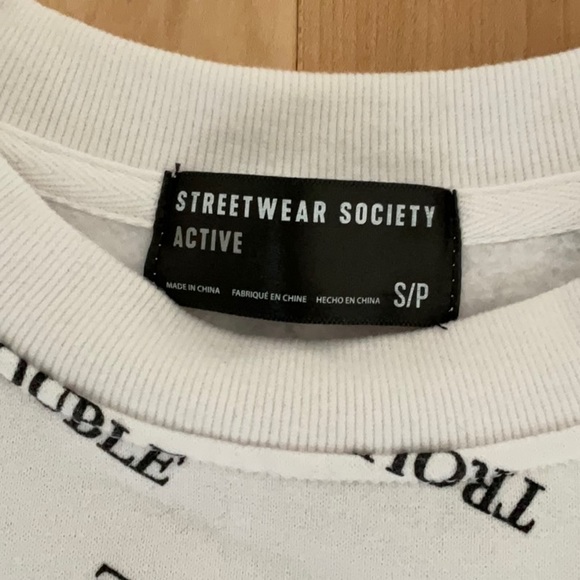 STREETWEAR SOCIETY
ACTIVE
MADE IN CHINA FABRIQUÉ EN CHINE HECHO EN CHINA S/P